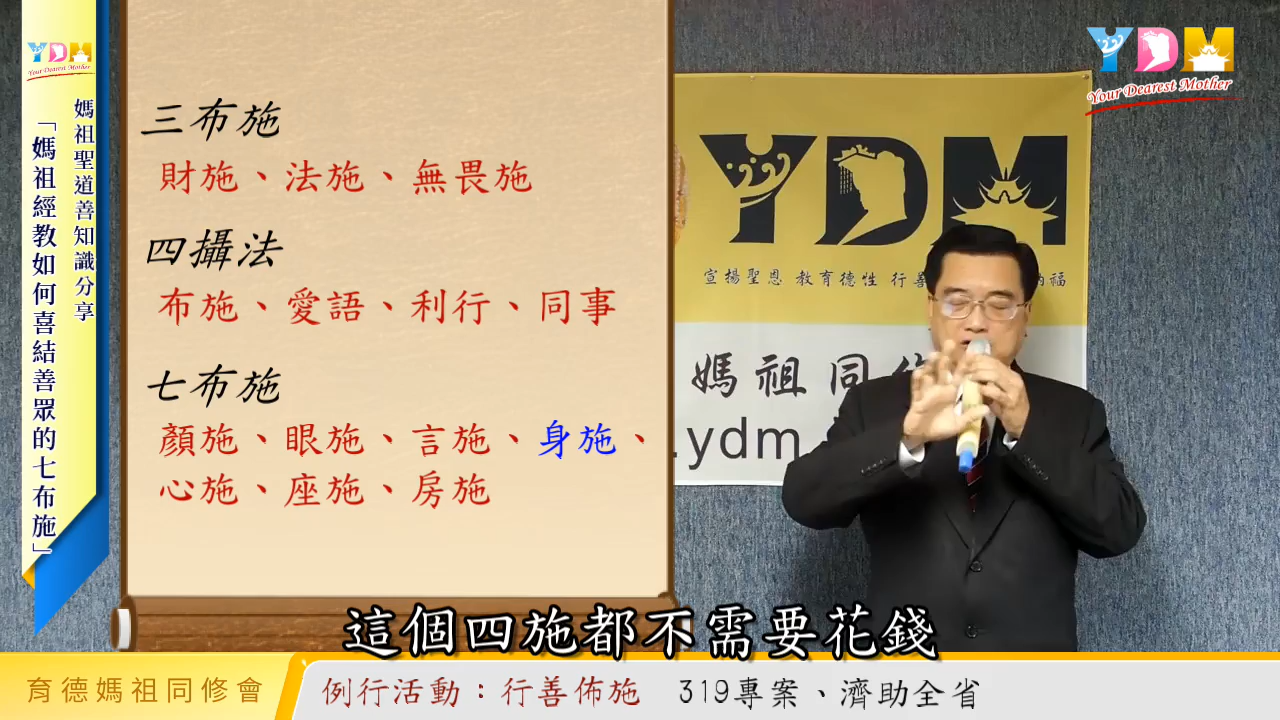 YDM
Your Dearest Mother
媽祖聖道善知識分享
「媽祖經教如何喜結善眾的七布施」
三布施
財施、法施、無畏施
四攝法
布施、愛語、利行、同事
七布施
顏施、眼施、言施、身施、
心施、座施、房施
YDM
Your Dearest Mother
YDM
宣揚聖恩 教育德性 行善
納福
媽祖同
.ydm.
這個四施都不需要花錢
育德媽祖同修會
例行活動：行善佈施 319專案、濟助全省